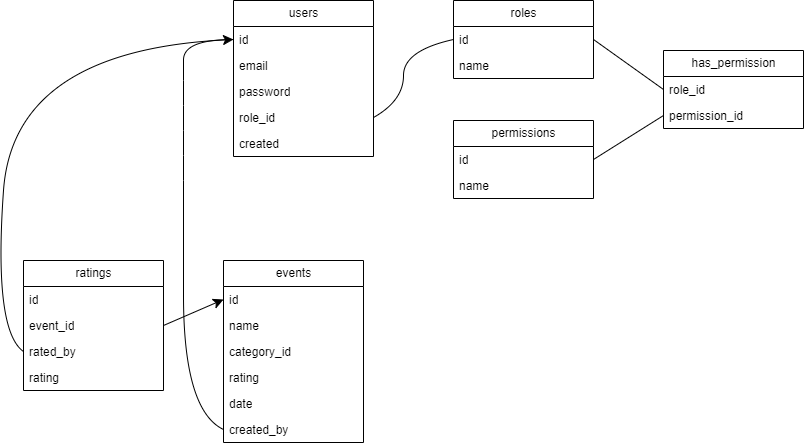 users
id
email
password
role_id
created
roles
id
name
has_permission
role_id
permission_id
permissions
id
name
ratings
id
event_id
rated_by
rating
events
id
name
category_id
rating
date
created_by